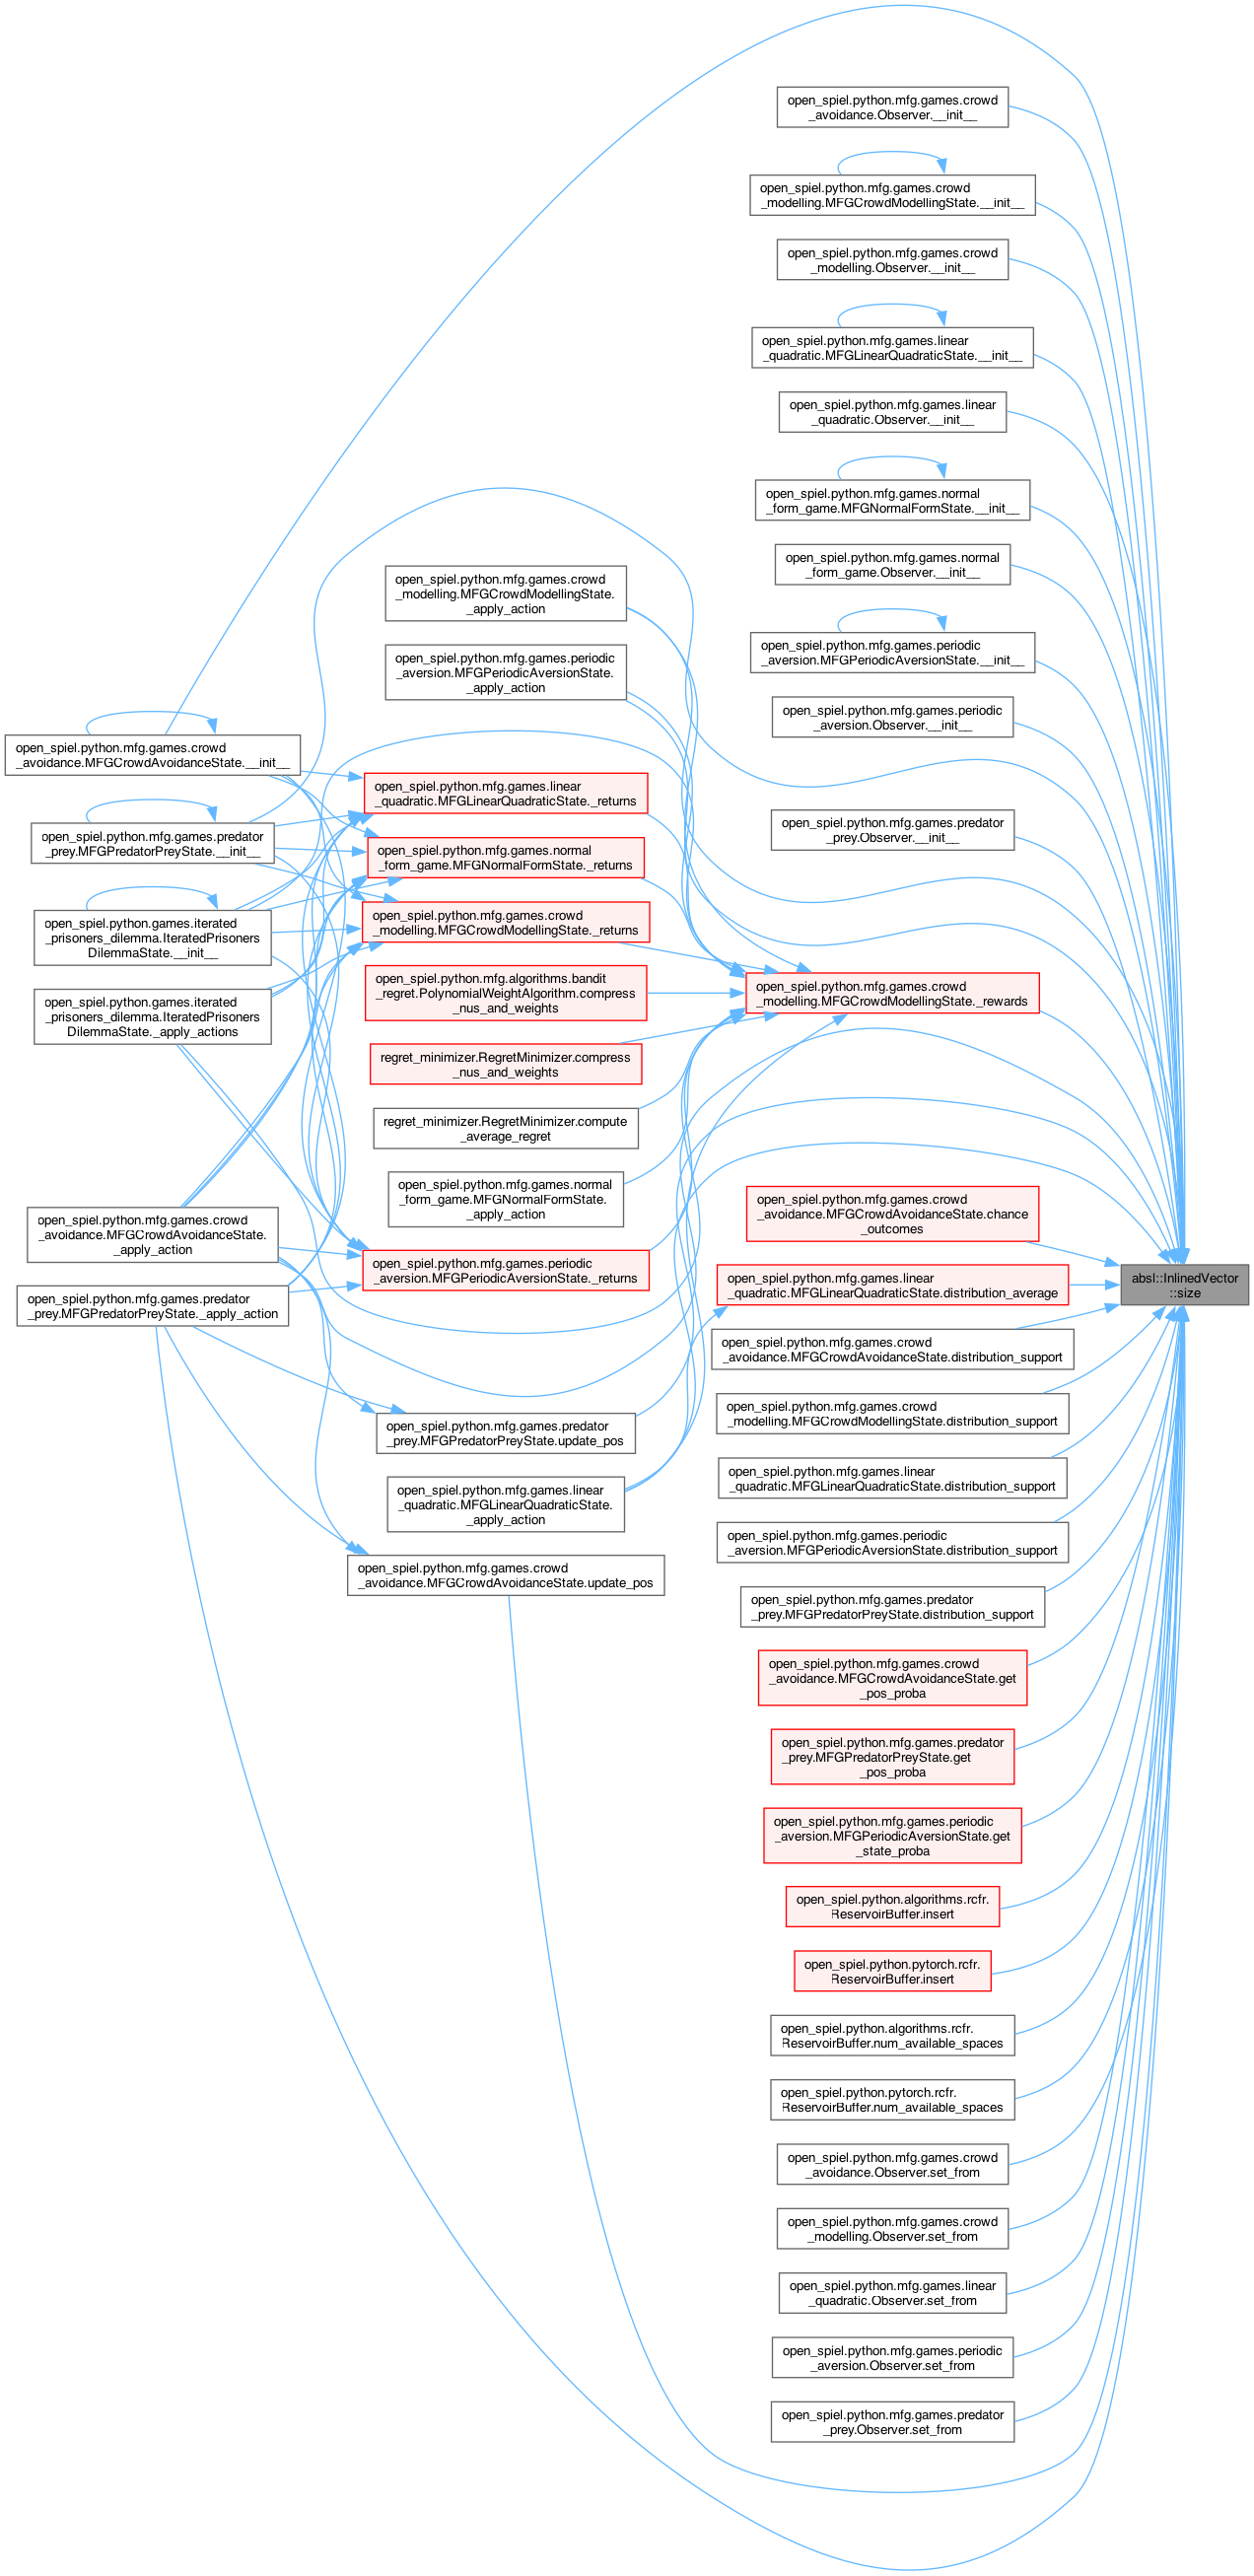 open_spiel.python.mfg.games.crowd
_avoidance.Observer.__init__
open_spiel.python.mfg.games.crowd
_modelling.MFGCrowdModellingState.__init__
open_spiel.python.mfg.games.crowd
_modelling.Observer.__init__
open_spiel.python.mfg.games.linear
_quadratic.MFGLinearQuadraticState.__init__
open_spiel.python.mfg.games.linear
_quadratic.Observer.__init__
open_spiel.python.mfg.games.normal
_form_game.MFGNormalFormState.__init__
open_spiel.python.mfg.games.normal
_form_game.Observer.__init__
open_spiel.python.mfg.games.periodic
_aversion.MFGPeriodicAversionState.__init__
open_spiel.python.mfg.games.periodic
_aversion.Observer.__init__
open_spiel.python.mfg.games.predator
_prey.Observer.__init__
open_spiel.python.mfg.games.crowd
_modelling.MFGCrowdModellingState.
_apply_action
open_spiel.python.mfg.games.periodic
_aversion.MFGPeriodicAversionState.
_apply_action
open_spiel.python.mfg.games.crowd
_avoidance.MFGCrowdAvoidanceState.__init__
open_spiel.python.mfg.games.predator
_prey.MFGPredatorPreyState.__init__
open_spiel.python.games.iterated
_prisoners_dilemma.IteratedPrisoners
DilemmaState.__init__
open_spiel.python.games.iterated
_prisoners_dilemma.IteratedPrisoners
DilemaState._apply_actions
open_spiel.python.mfg.games.crowd
_avoidance.MFGCrowdAvoidanceState.
_apply_action
open_spiel.python.mfg.games.predator
_prey.MFGPredatorPreyState._apply_action
open_spiel.python.mfg.games.linear
_quadratic.MFGLinearQuadraticState._returns
open_spiel.python.mfg.games.normal
_form_game.MFGNormalFormState._returns
open_spiel.python.mfg.games.crowd
_modelling.MFGCrowdModellingState._returns
open_spiel.python.mfg.algorithms.bandit
_regret.PolynomialWeightAlgorithm.compress
_nus_and_weights
regret_minimizer.RegretMinimizer.compress
_nus_and_weights
regret_minimizer.RegretMinimizer.compute
_average_regret
open_spiel.python.mfg.games.normal
_form_game.MFGNormalFormState.
_apply_action
open_spiel.python.mfg.games.periodic
_aversion.MFGPeriodicAversionState._returns
open_spiel.python.mfg.games.predator
_prey.MFGPredatorPreyState.update_pos
open_spiel.python.mfg.games.linear
_quadratic.MFGLinearQuadraticState.
_apply_action
open_spiel.python.mfg.games.crowd
_avoidance.MFGCrowdAvoidanceState.update_pos
open_spiel.python.mfg.games.crowd
_modelling.MFGCrowdModellingState._rewards
open_spiel.python.mfg.games.crowd
_avoidance.MFGCrowdAvoidanceState.chance
_outcomes
open_spiel.python.mfg.games.linear
_quadratic.MFGLinearQuadraticState.distribution_average
open_spiel.python.mfg.games.crowd
_avoidance.MFGCrowdAvoidanceState.distribution_support
open_spiel.python.mfg.games.crowd
_modelling.MFGCrowdModellingState.distribution_support
open_spiel.python.mfg.games.linear
_quadratic.MFGLinearQuadraticState.distribution_support
open_spiel.python.mfg.games.periodic
_aversion.MFGPeriodicAversionState.distribution_support
open_spiel.python.mfg.games.predator
_prey.MFGPredatorPreyState.distribution_support
open_spiel.python.mfg.games.crowd
_avoidance.MFGCrowdAvoidanceState.get
_pos_proba
open_spiel.python.mfg.games.predator
_prey.MFGPredatorPreyState.get
_pos_proba
open_spiel.python.mfg.games.periodic
_aversion.MFGPeriodicAversionState.get
_state_proba
open_spiel.python.algorithms.rcfr.
ReservoirBuffer.insert
open_spiel.python.pytorch.rcfr.
ReservoirBuffer.insert
open_spiel.python.algorithms.rcfr.
ReservoirBuffer.num_available_spaces
open_spiel.python.pytorch.rcfr.
ReservoirBuffer.num_available_spaces
open_spiel.python.mfg.games.crowd
_avoidance.Observer.set_from
open_spiel.python.mfg.games.crowd
_modelling.Observer.set_from
open_spiel.python.mfg.games.linear
_quadratic.Observer.set_from
open_spiel.python.mfg.games.periodic
_aversion.Observer.set_from
open_spiel.python.mfg.games.predator
_prey.Observer.set_from
absl::InlinedVector
::size